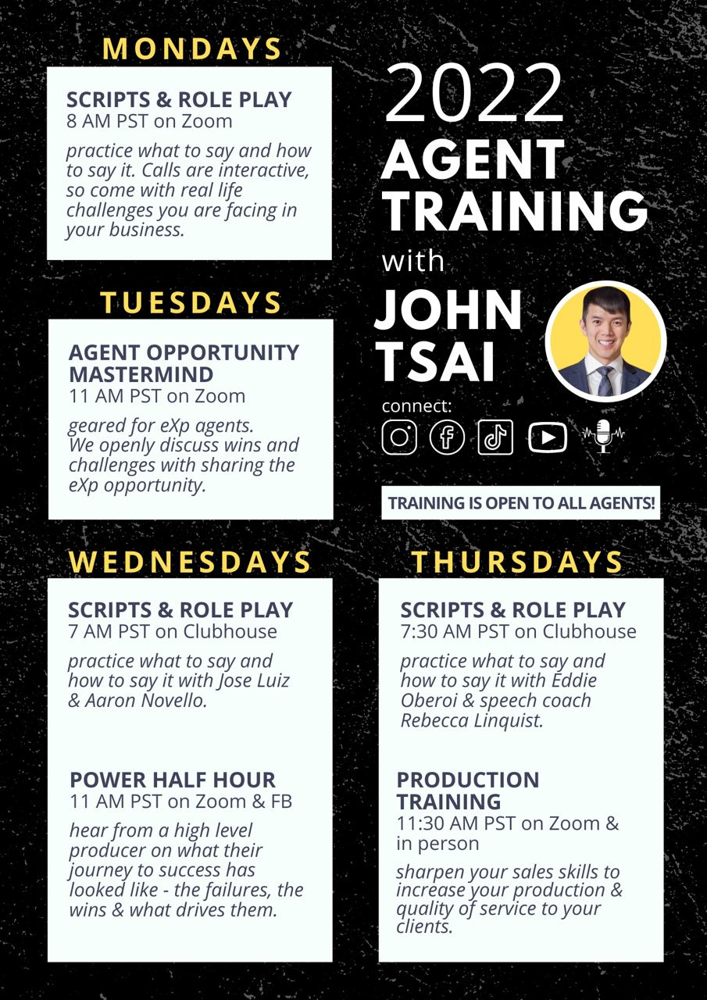 MONDAYS
SCRIPTS & ROLE PLAY
8 AM PST on Zoom
practice what to say and how
to say it. Calls are interactive,
so come with real life
challenges you are facing in
your business.
2022
AGENT
TRAINING
with
JOHN
TSAI
connect:
TRAINING IS OPEN TO ALL AGENTS!
TUESDAYS
AGENT OPPORTUNITY
MASTERMIND
11 AM PST on Zoom
geared for eXp agents.
We openly discuss wins and
challenges with sharing the
eXp opportunity.
WEDNESDAYS
SCRIPTS & ROLE PLAY
7 AM PST on Clubhouse
practice what to say and
how to say it with Jose Luiz
& Aaron Novello.
POWER HALF HOUR
11 AM PST on Zoom & FB
hear from a high level
producer on what their
journey to success has
looked like - the failures, the
wins & what drives them.
THURSDAYS
SCRIPTS & ROLE PLAY
7:30 AM PST on Clubhouse
practice what to say and
how to say it with Eddie
Oberoi & speech coach
Rebecca Linquist.
PRODUCTION
TRAINING
11:30 AM PST on Zoom &
in person
sharpen your sales skills to
increase your production &
quality of service to your
clients.